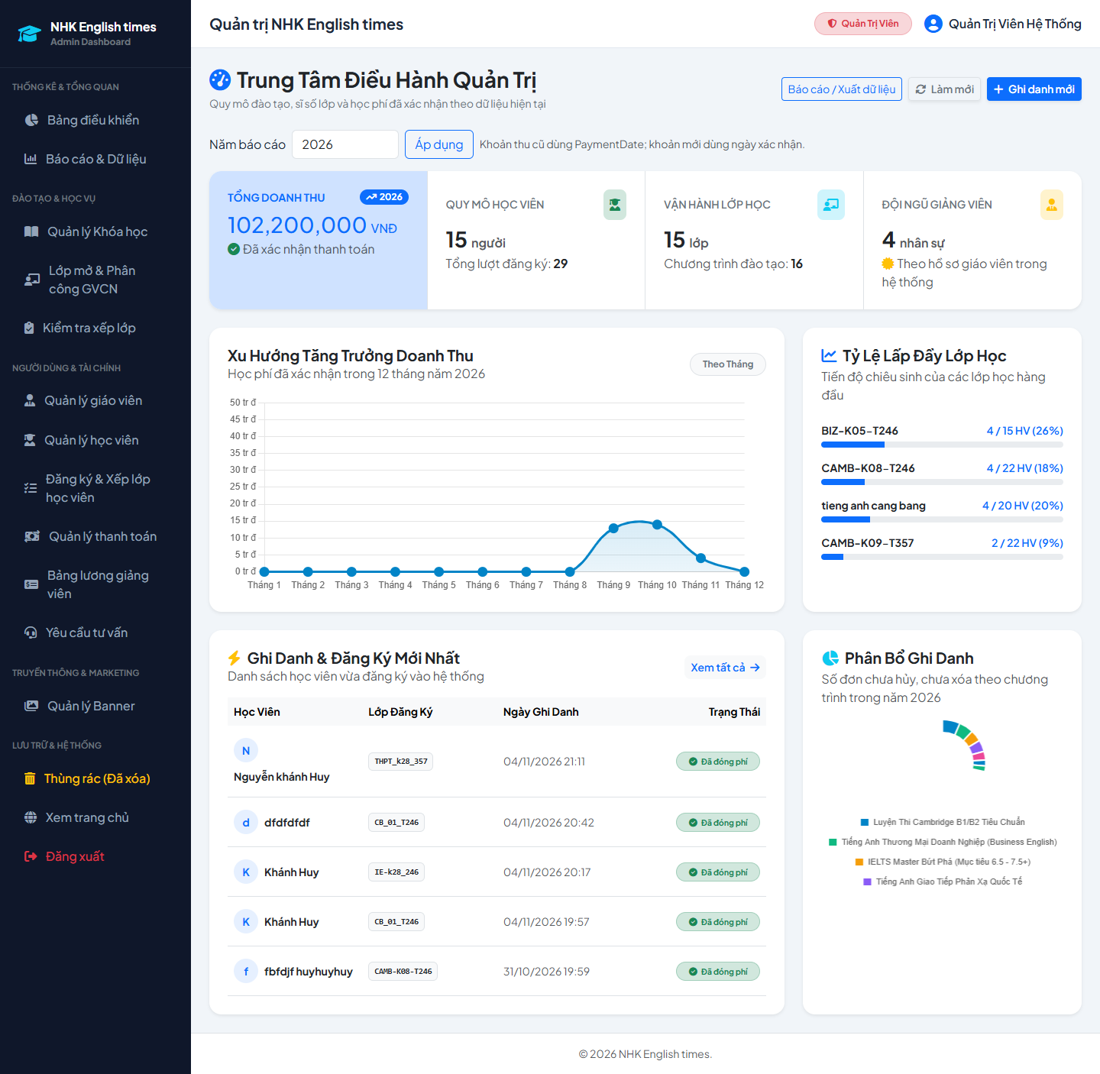 NHK English times
Admin Dashboard
THỐNG KÊ & TỔNG QUAN
Bảng điều khiển
Báo cáo & Dữ liệu
ĐÀO TẠO & HỌC VỤ
Quản lý Khóa học
Lớp mở & Phân
công GVCN
Kiểm tra xếp lớp
NGƯỜI DÙNG & TÀI CHÍNH
Quản lý giáo viên
Quản lý học viên
Đăng ký & Xếp lớp
học viên
Quản lý thanh toán
Bảng lương giảng
viên
Yêu cầu tư vấn
TRUYỀN THÔNG & MARKETING
Quản lý Banner
LƯU TRỮ & HỆ THỐNG
Thùng rác (Đã xóa)
Xem trang chủ
Đăng xuất
Quản trị NHK English times
Quản Trị Viên
Quản Trị Viên Hệ Thống
Trung Tâm Điều Hành Quản Trị
Quy mô đào tạo, sĩ số lớp và học phí đã xác nhận theo dữ liệu hiện tại
Báo cáo / Xuất dữ liệu
Làm mới
+ Ghi danh mới
Năm báo cáo
2026
Áp dụng
Khoản thu cũ dùng PaymentDate; khoản mới dùng ngày xác nhận.
TỔNG DOANH THU
2026
102,200,000 VNĐ
Đã xác nhận thanh toán
QUY MÔ HỌC VIÊN
15 người
Tổng lượt đăng ký: 29
VẬN HÀNH LỚP HỌC
15 lớp
Chương trình đào tạo: 16
ĐỘI NGŨ GIẢNG VIÊN
4 nhân sự
Theo hồ sơ giáo viên trong
hệ thống
Xu Hướng Tăng Trưởng Doanh Thu
Học phí đã xác nhận trong 12 tháng năm 2026
Theo Tháng
50 tr đ
45 tr đ
40 tr đ
35 tr đ
30 tr đ
25 tr đ
20 tr đ
15 tr đ
10 tr đ
5 tr đ
0 tr đ
Tháng 1 Tháng 2 Tháng 3 Tháng 4 Tháng 5 Tháng 6 Tháng 7 Tháng 8 Tháng 9 Tháng 10 Tháng 11 Tháng 12
Tỷ Lệ Lấp Đầy Lớp Học
Tiến độ chiêu sinh của các lớp học hàng
đầu
BIZ-K05-T246 4 / 15 HV (26%)
CAMB-K08-T246 4 / 22 HV (18%)
tieng anh cang bang 4 / 20 HV (20%)
CAMB-K09-T357 2 / 22 HV (9%)
Ghi Danh & Đăng Ký Mới Nhất
Danh sách học viên vừa đăng ký vào hệ thống
Xem tất cả →
Học Viên Lớp Đăng Ký Ngày Ghi Danh Trạng Thái
N
Nguyễn khánh Huy THPT_k28_357 04/11/2026 21:11 Đã đóng phí
d dfdfdfdf CB_01_T246 04/11/2026 20:42 Đã đóng phí
K Khánh Huy IE-k28_246 04/11/2026 20:17 Đã đóng phí
K Khánh Huy CB_01_T246 04/11/2026 19:57 Đã đóng phí
f fbfdjf huyhuyhuy CAMB-K08-T246 31/10/2026 19:59 Đã đóng phí
Phân Bổ Ghi Danh
Số đơn chưa hủy, chưa xóa theo chương
trình trong năm 2026
Luyện Thi Cambridge B1/B2 Tiêu Chuẩn
Tiếng Anh Thương Mại Doanh Nghiệp (Business English)
IELTS Master Bứt Phá (Mục tiêu 6.5 - 7.5+)
Tiếng Anh Giao Tiếp Phản Xạ Quốc Tế
© 2026 NHK English times.